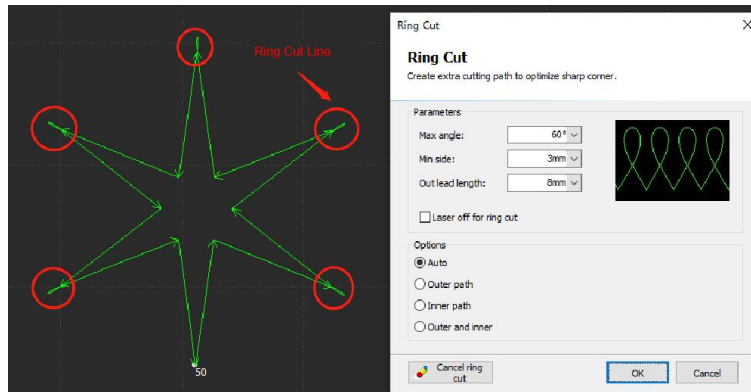 Ring Cut Line
50
Ring Cut
Ring Cut
Create extra cutting path to optimize sharp corner.
Parameters
Max angle: 60°
Min side: 3mm
Out lead length: 8mm
Laser off for ring cut
Options
Auto
Outer path
Inner path
Outer and inner
Cancel ring
cut
OK
Cancel